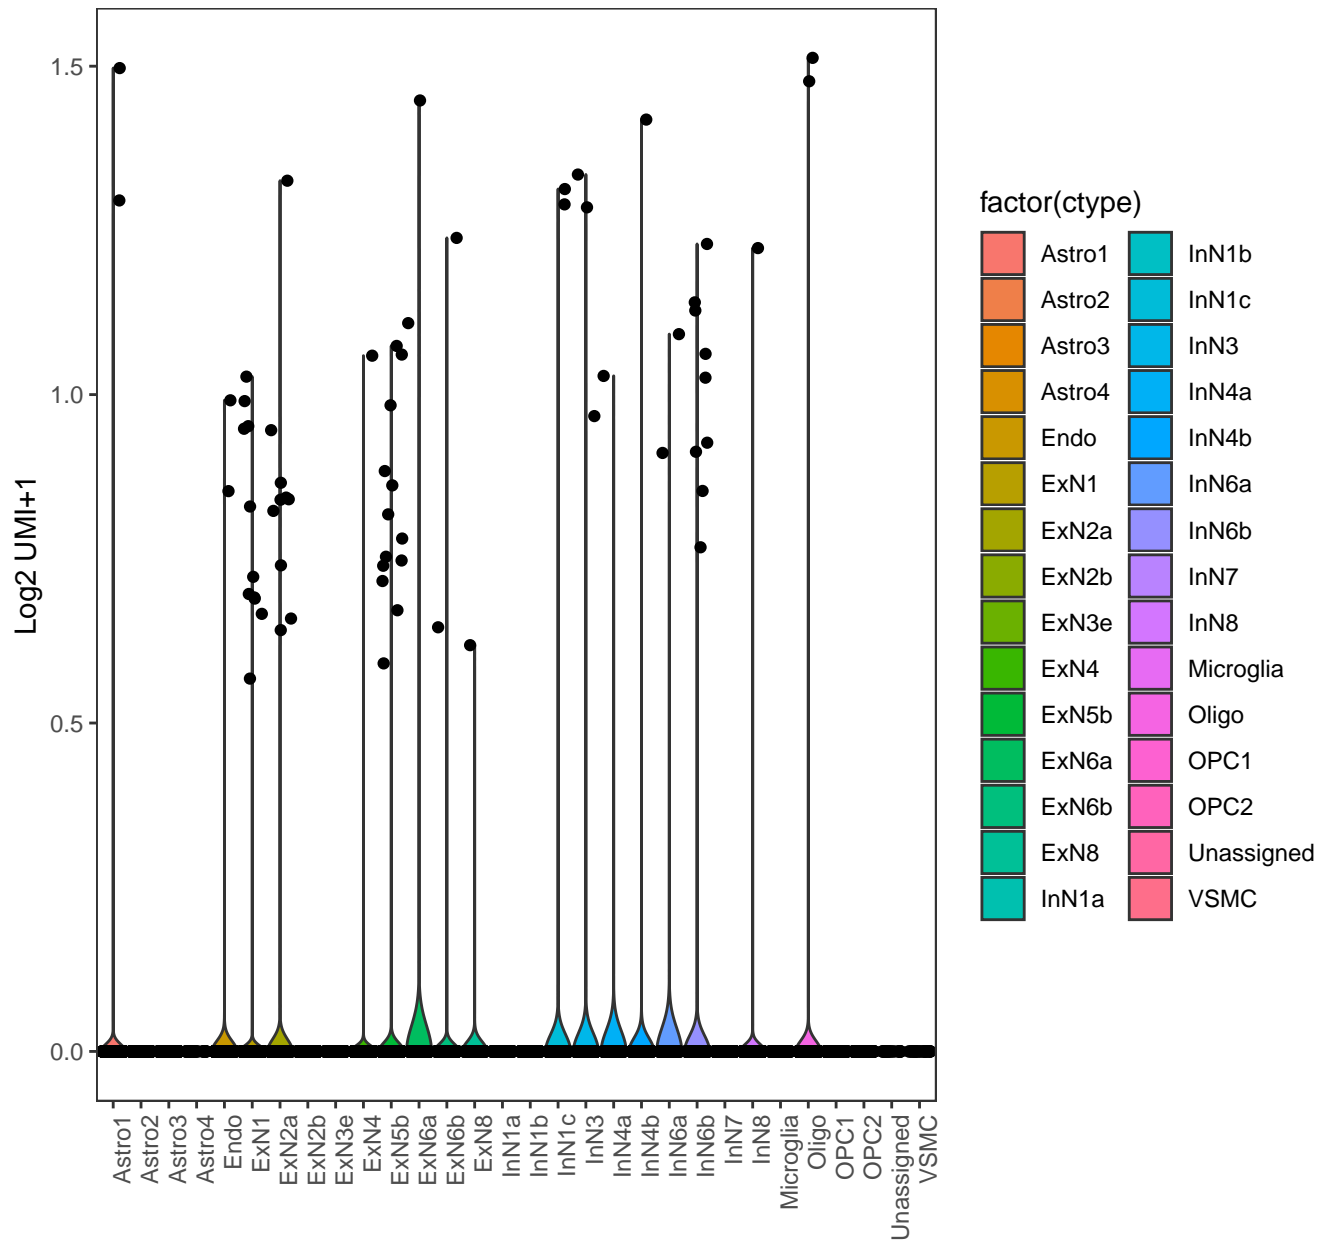 Log2 UMI+1
1.5
1.0
0.5
0.0
Astro1
Astro2
Astro3
Astro4
Endo
ExN1
ExN2a
ExN2b
ExN3e
ExN4
ExN5b
ExN6a
ExN6b
ExN8
InN1a
InN1b
InN1c
InN3
InN4a
InN4b
InN6a
InN6b
InN7
InN8
Microglia
Oligo
OPC1
OPC2
Unassigned
VSMC
factor(ctype)
Astro1
Astro2
Astro3
Astro4
Endo
ExN1
ExN2a
ExN2b
ExN3e
ExN4
ExN5b
ExN6a
ExN6b
ExN8
InN1a
InN1b
InN1c
InN3
InN4a
InN4b
InN6a
InN6b
InN7
InN8
Microglia
Oligo
OPC1
OPC2
Unassigned
VSMC